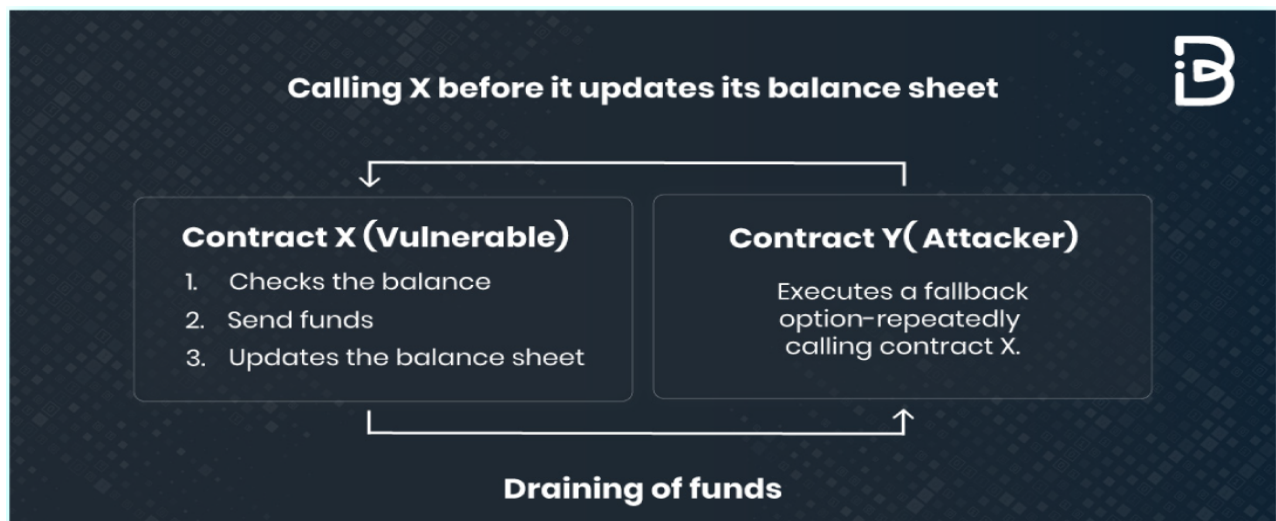 Calling X before it updates its balance sheet
Contract X (Vulnerable)
1. Checks the balance
2. Send funds
3. Updates the balance sheet
Contract Y( Attacker)
Executes a fallback
option-repeatedly
calling contract X.
Draining of funds